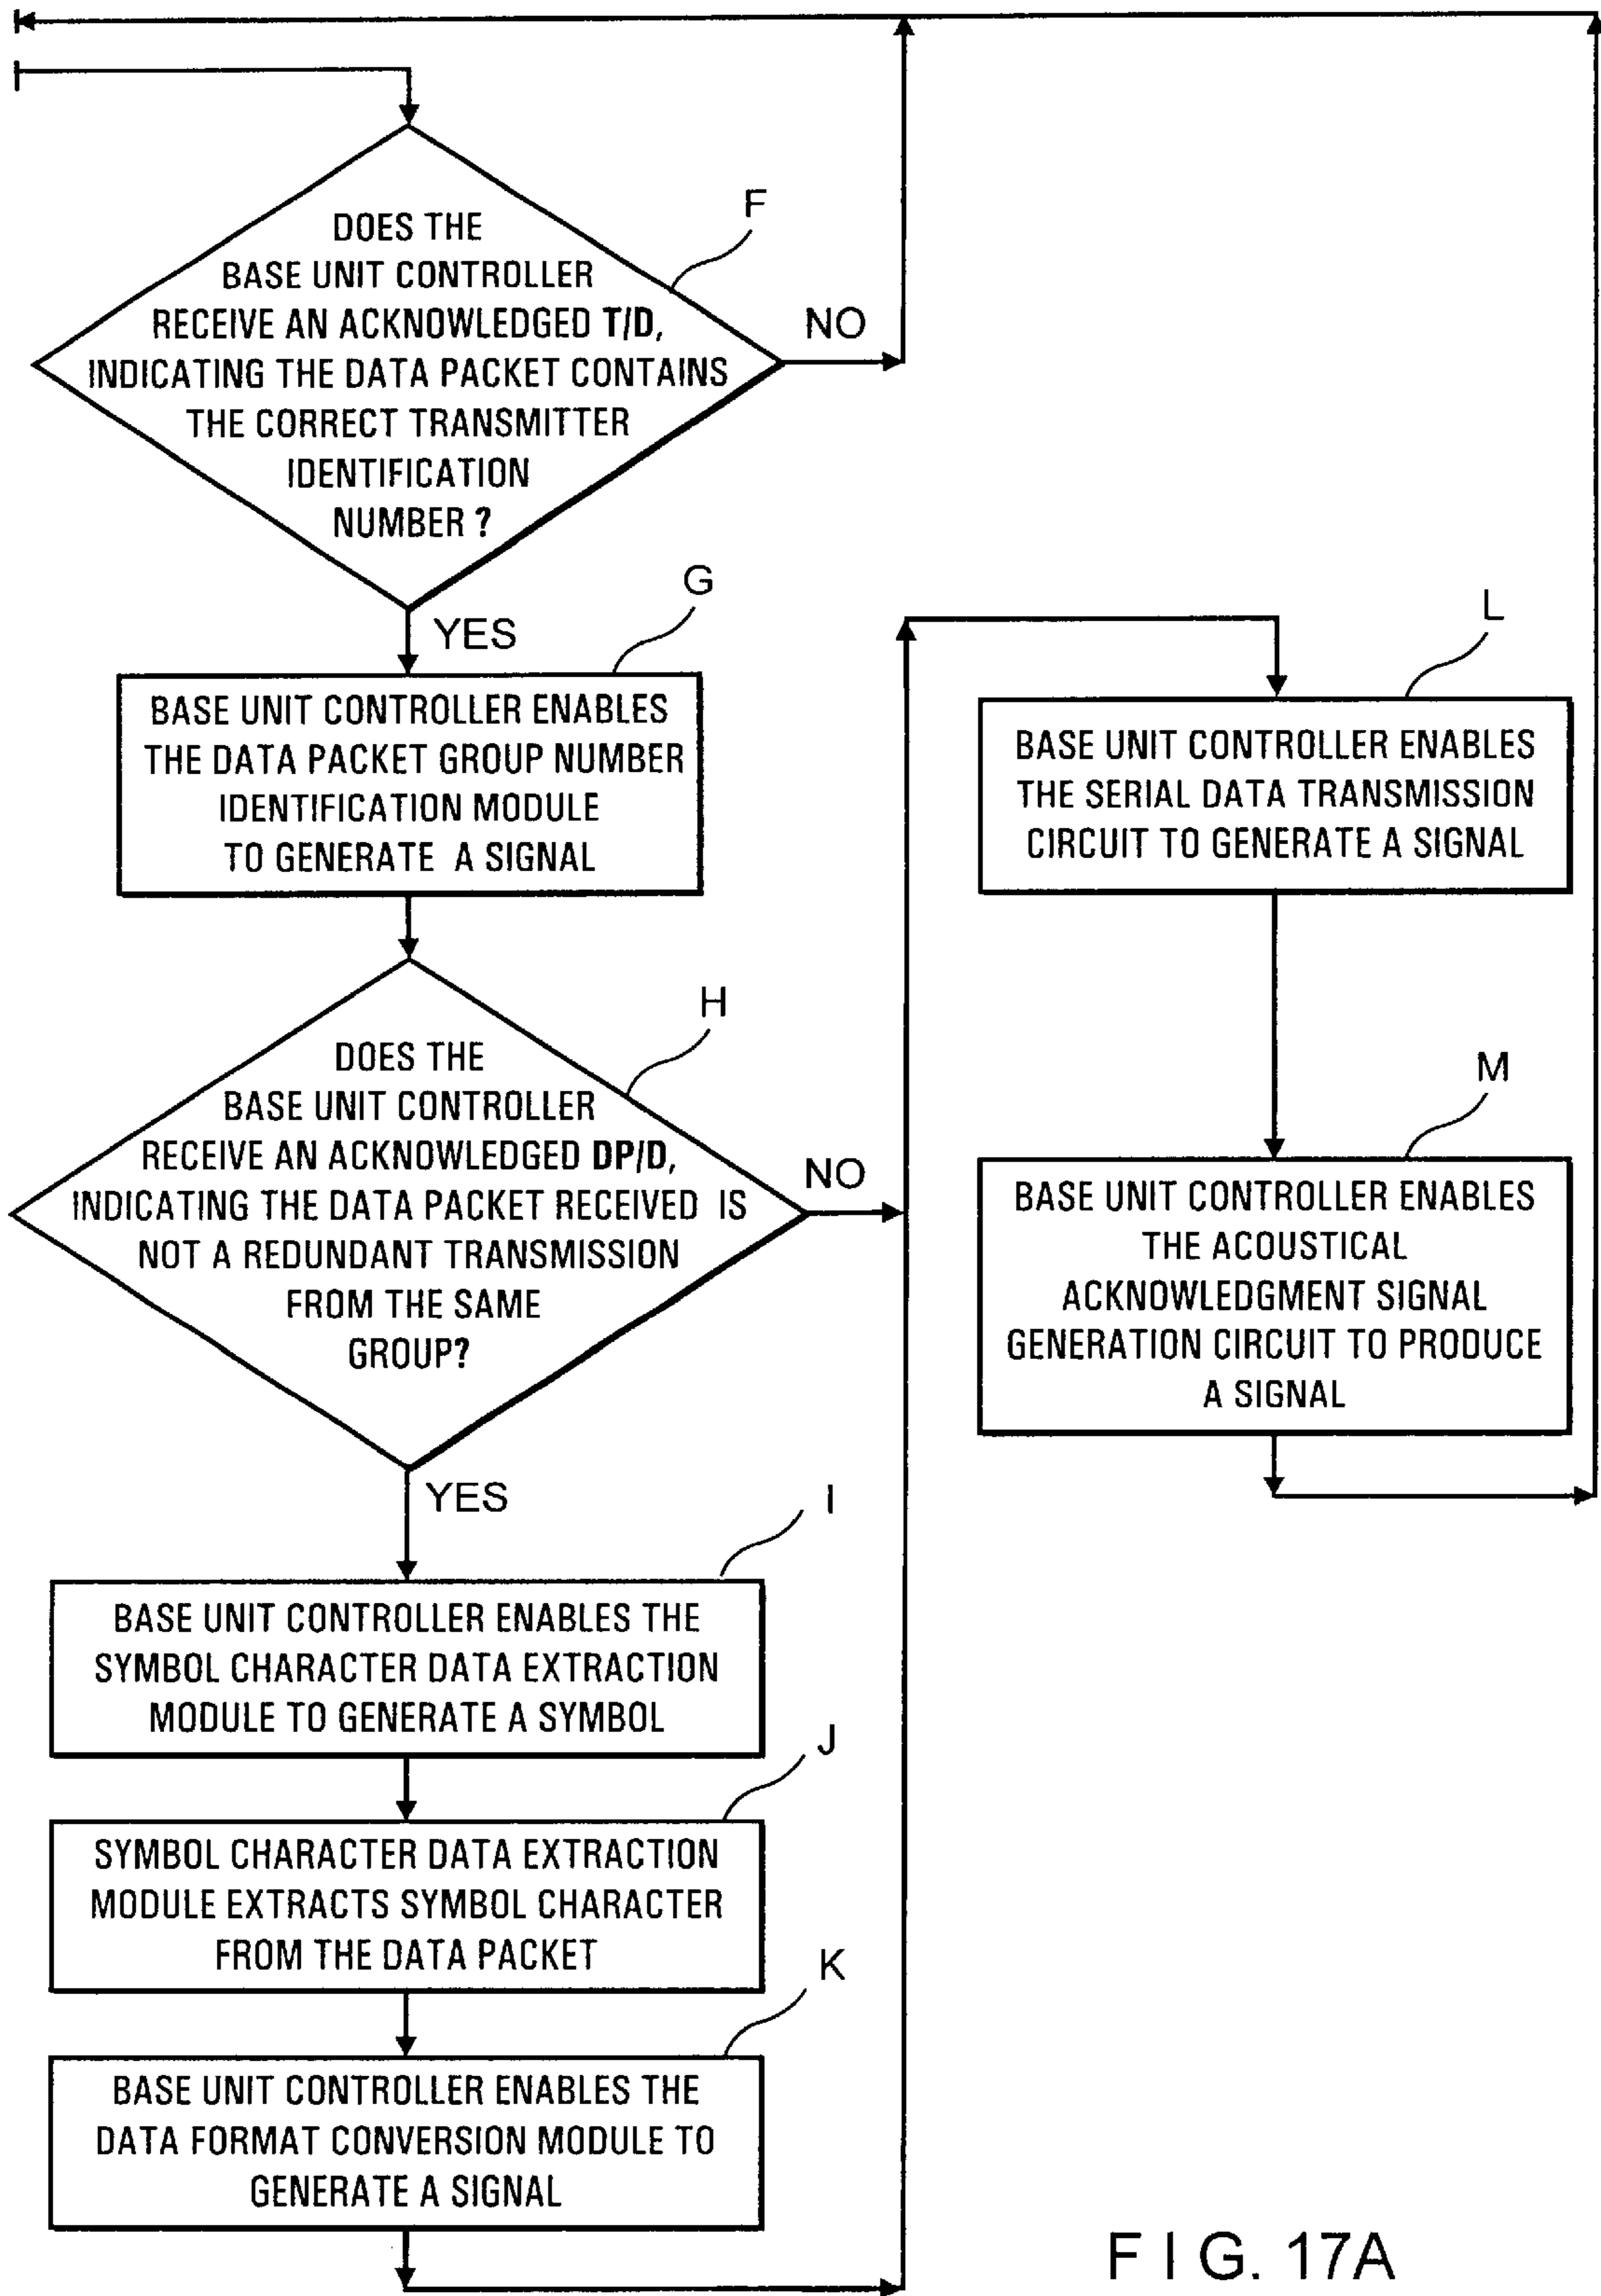 F
DOES THE
BASE UNIT CONTROLLER
RECEIVE AN ACKNOWLEDGED T/D,
INDICATING THE DATA PACKET CONTAINS
THE CORRECT TRANSMITTER
IDENTIFICATION
NUMBER ?
NO
YES
G
BASE UNIT CONTROLLER ENABLES
THE DATA PACKET GROUP NUMBER
IDENTIFICATION MODULE
TO GENERATE A SIGNAL
H
DOES THE
BASE UNIT CONTROLLER
RECEIVE AN ACKNOWLEDGED DP/D,
INDICATING THE DATA PACKET RECEIVED IS
NOT A REDUNDANT TRANSMISSION
FROM THE SAME
GROUP?
NO
YES
I
BASE UNIT CONTROLLER ENABLES THE
SYMBOL CHARACTER DATA EXTRACTION
MODULE TO GENERATE A SYMBOL
J
SYMBOL CHARACTER DATA EXTRACTION
MODULE EXTRACTS SYMBOL CHARACTER
FROM THE DATA PACKET
K
BASE UNIT CONTROLLER ENABLES THE
DATA FORMAT CONVERSION MODULE TO
GENERATE A SIGNAL
L
BASE UNIT CONTROLLER ENABLES
THE SERIAL DATA TRANSMISSION
CIRCUIT TO GENERATE A SIGNAL
M
BASE UNIT CONTROLLER ENABLES
THE ACOUSTICAL
ACKNOWLEDGMENT SIGNAL
GENERATION CIRCUIT TO PRODUCE
A SIGNAL
FIG. 17A